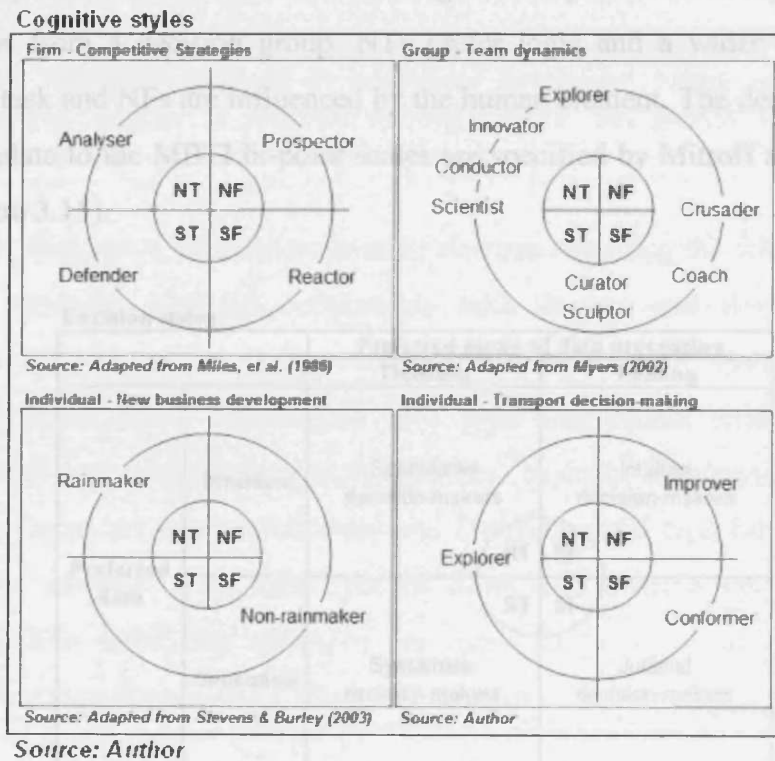 Cognitive styles
Firm - Competitive Strategies
Analyser
Prospector
NT NF
ST SF
Defender
Reactor
Source: Adapted from Miles, et al. (1986)
Group - Team dynamics
Explorer
Innovator
Conductor
Scientist
NT NF
ST SF
Crusader
Coach
Curator
Sculptor
Source: Adapted from Myers (2002)
Individual - New business development
Rainmaker
NT NF
ST SF
Non-rainmaker
Source: Adapted from Stevens & Burley (2003)
Individual - Transport decision-making
Improver
Explorer
NT NF
ST SF
Conformer
Source: Author
Source: Author